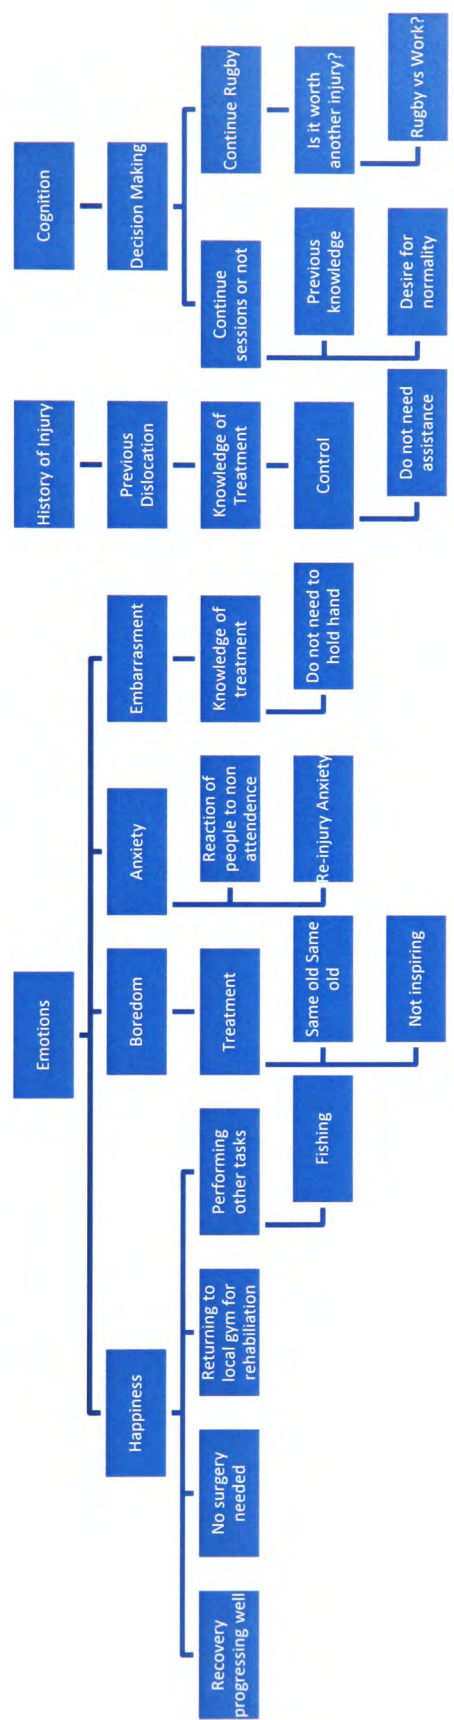 Emotions
Happiness
Recovery
progressing well
No surgery
needed
Returning to
local gym for
rehabiliation
Performing
other tasks
Fishing
Boredom
Treatment
Same old Same
old
Not inspiring
Anxiety
Reaction of
people to non
attendence
Re-injury Anxiety
Embarrasment
Knowledge of
treatment
Do not need to
hold hand
History of Injury
Previous
Dislocation
Knowledge of
Treatment
Control
Do not need
assistance
Cognition
Decision Making
Continue
sessions or not
Previous
knowledge
Desire for
normality
Continue Rugby
Is it worth
another injury?
Rugby vs Work?